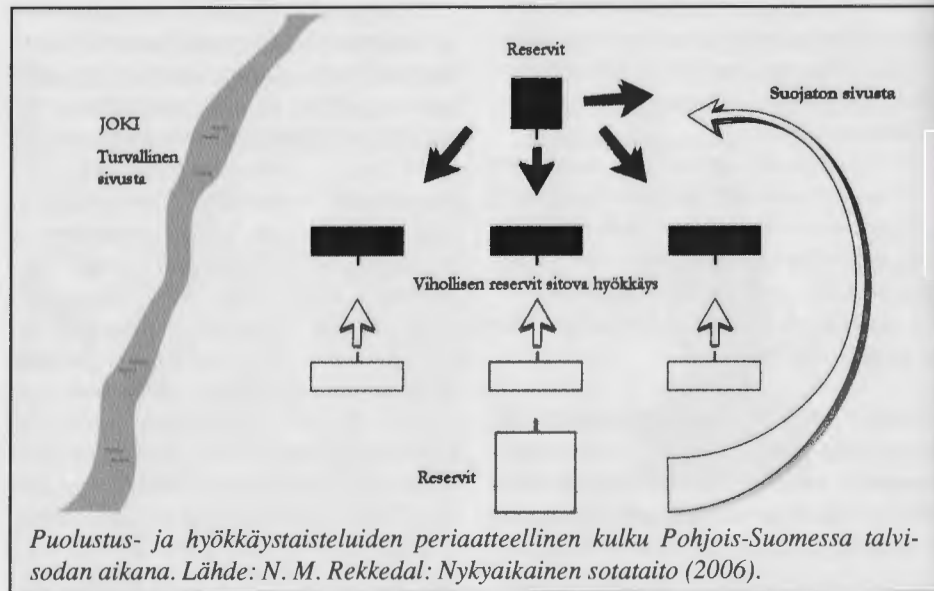 Reservit
Suojaton sivusta
JOKI
Turvallinen
sivusta
Vihollisen reservit sitova hyökkäys
Reservit
Puolustus- ja hyökkäystaisteluiden periaatteellinen kulku Pohjois-Suomessa talvi-
sodan aikana. Lähde: N. M. Rekkedal: Nykyaikainen sotataito (2006).